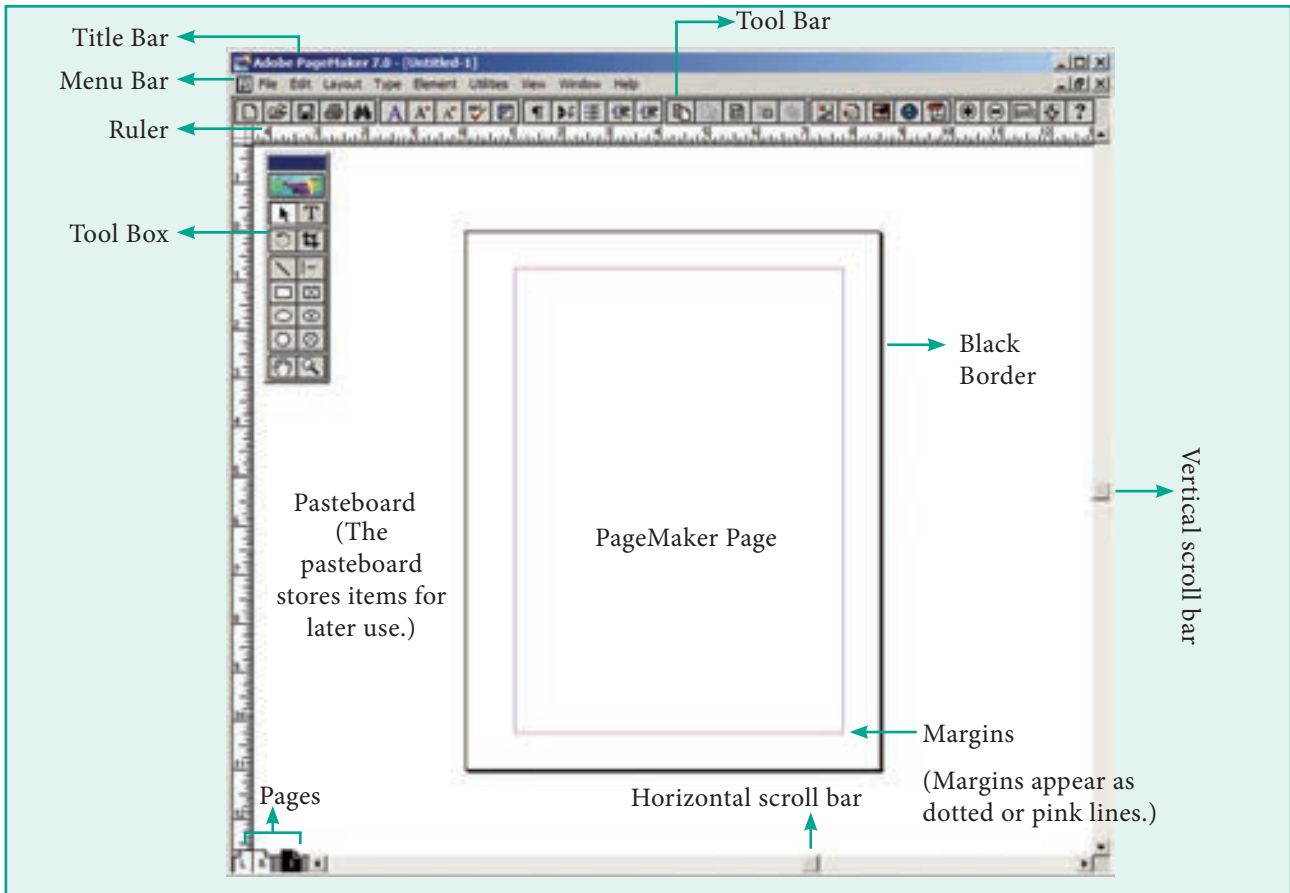 Title Bar
Tool Bar
Adobe PageMaker 7.0 - [Untitled-1]
Menu Bar
File Edit Layout Type Element Utilities View Window Help
Ruler
Tool Box
Black
Border
Vertical scroll bar
Pasteboard
(The
pasteboard
stores items for
later use.)
PageMaker Page
Margins
(Margins appear as
dotted or pink lines.)
Pages
Horizontal scroll bar